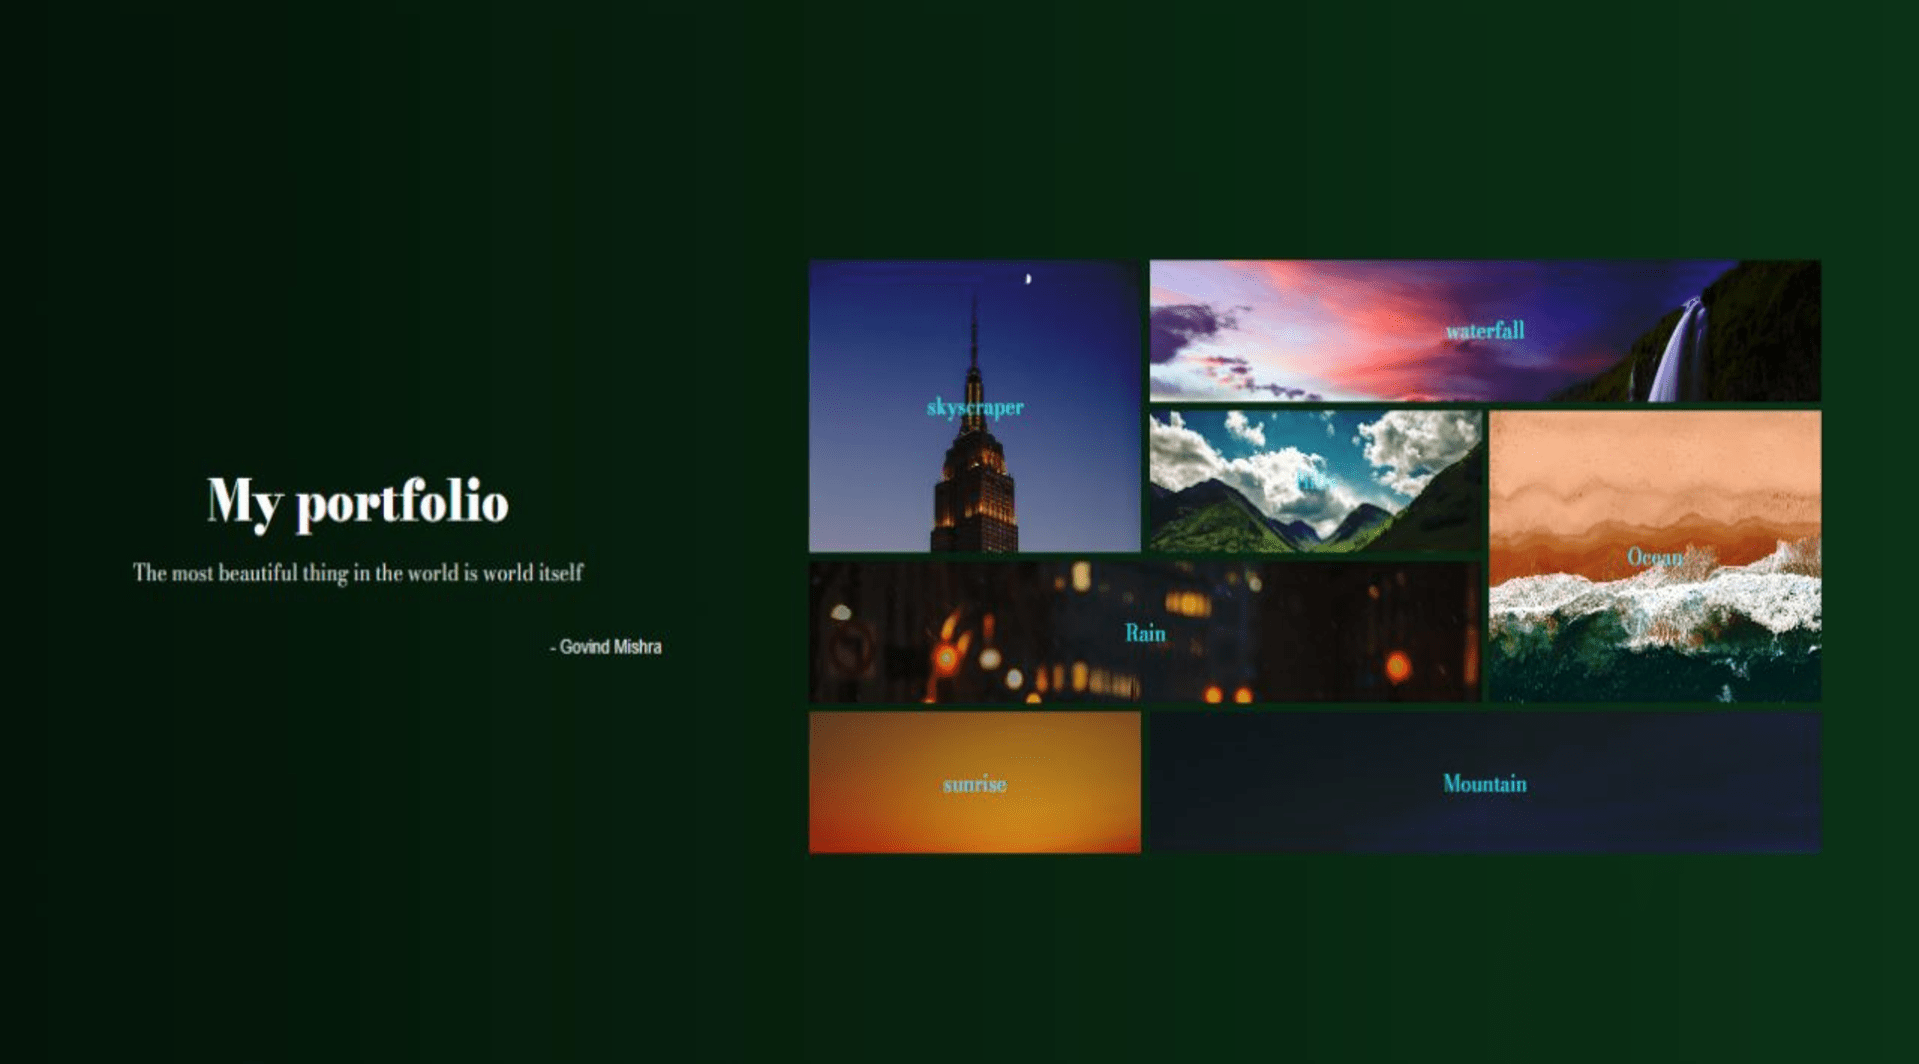 My portfolio
The most beautiful thing in the world is world itself
- Govind Mishra
skyscraper
waterfall
Ocean
Rain
sunrise
Mountain